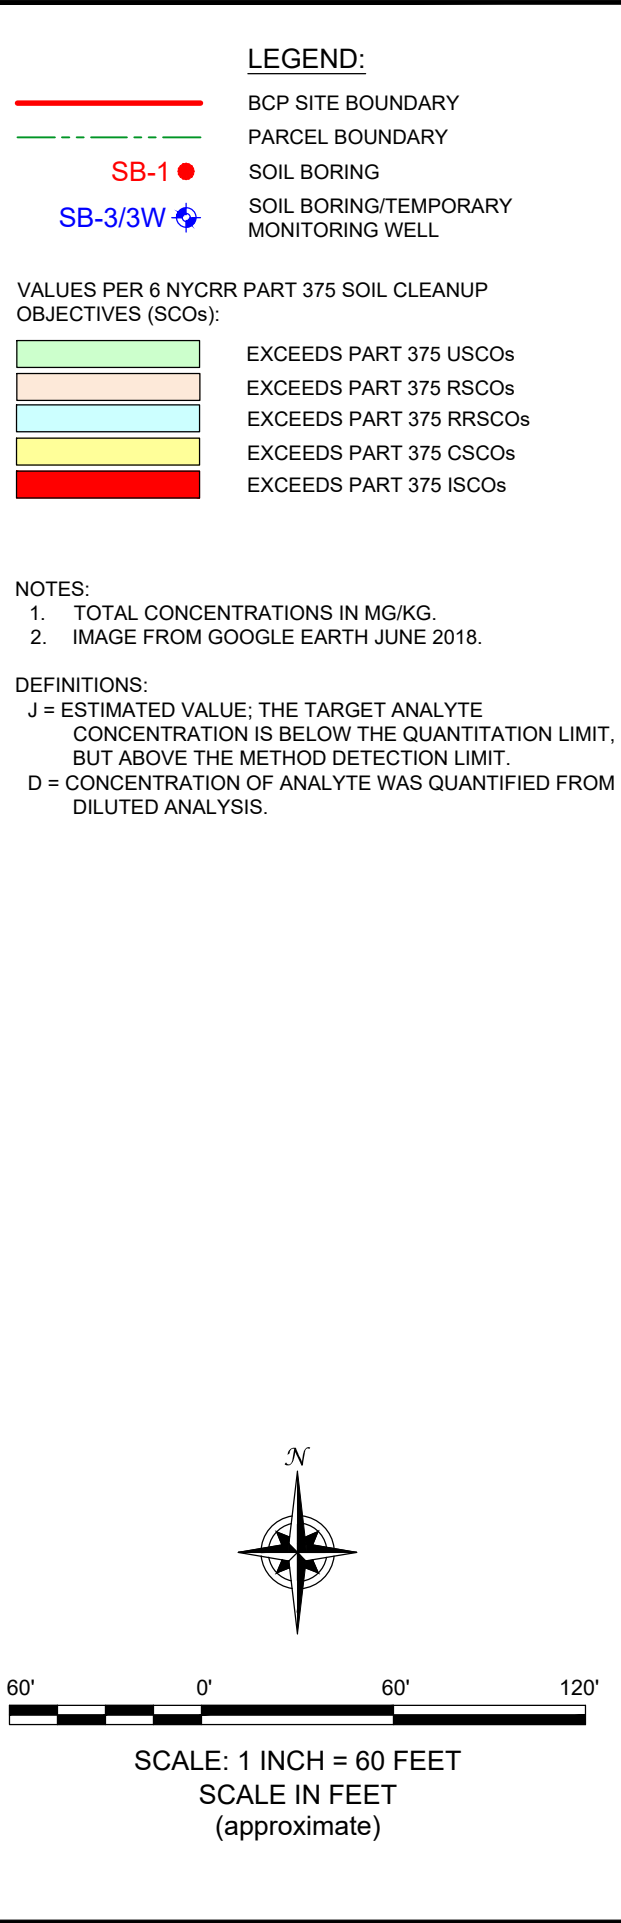 LEGEND:
BCP SITE BOUNDARY
PARCEL BOUNDARY
SB-1 SOIL BORING
SB-3/3W SOIL BORING/TEMPORARY
MONITORING WELL
VALUES PER 6 NYCRR PART 375 SOIL CLEANUP
OBJECTIVES (SCOs):
EXCEEDS PART 375 USCOs
EXCEEDS PART 375 RSCOs
EXCEEDS PART 375 RRSCOs
EXCEEDS PART 375 CSCOs
EXCEEDS PART 375 ISCOs
NOTES:
1. TOTAL CONCENTRATIONS IN MG/KG.
2. IMAGE FROM GOOGLE EARTH JUNE 2018.
DEFINITIONS:
J = ESTIMATED VALUE; THE TARGET ANALYTE
CONCENTRATION IS BELOW THE QUANTITATION LIMIT,
BUT ABOVE THE METHOD DETECTION LIMIT.
D = CONCENTRATION OF ANALYTE WAS QUANTIFIED FROM
DILUTED ANALYSIS.
N
60' 0' 60' 120'
SCALE: 1 INCH = 60 FEET
SCALE IN FEET
(approximate)